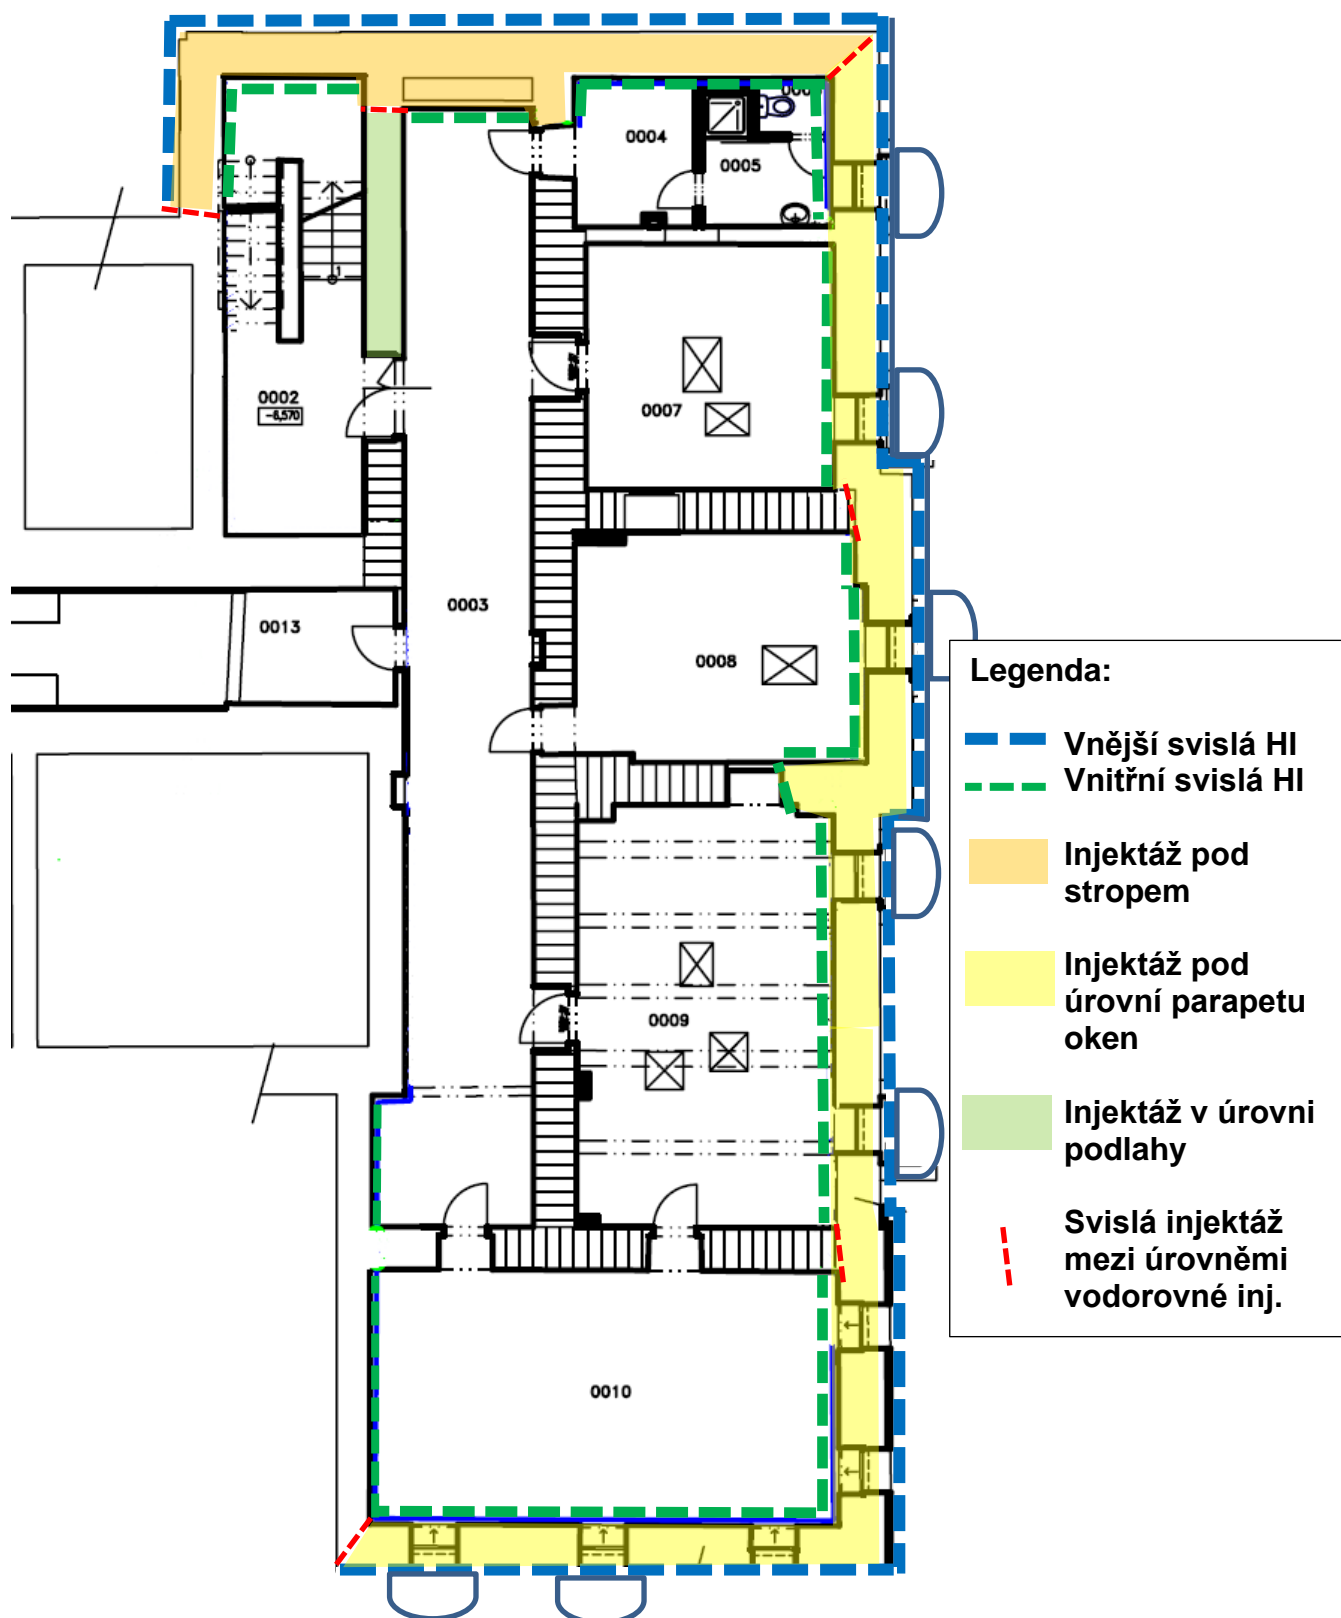 0004
0005
0002
-6,570
1
0007
0003
0013
0008
0009
0010
Legenda:
Vnější svislá HI
Vnitřní svislá HI
Injektáž pod
stropem
Injektáž pod
úrovní parapetu
oken
Injektáž v úrovni
podlahy
Svislá injektáž
mezi úrovněmi
vodorovné inj.